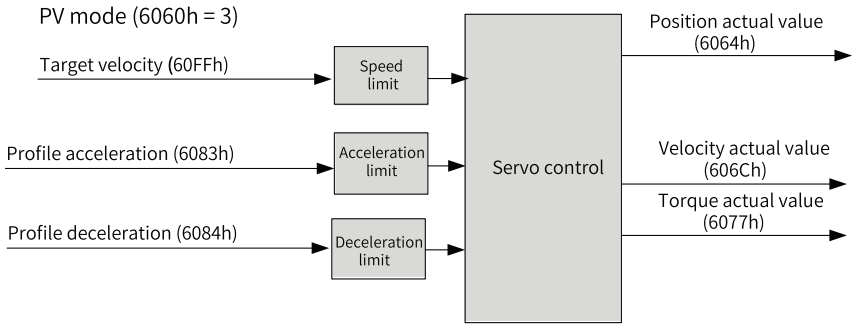 PV mode (6060h = 3)
Target velocity (60FFh)
Speed
limit
Profile acceleration (6083h)
Acceleration
limit
Profile deceleration (6084h)
Deceleration
limit
Servo control
Position actual value
(6064h)
Velocity actual value
(606Ch)
Torque actual value
(6077h)